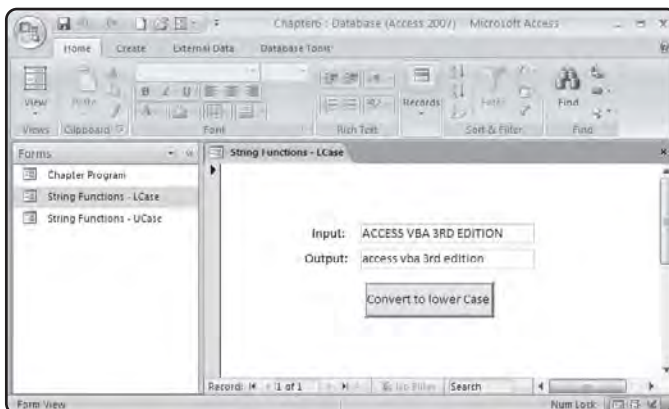 Chapter6 : Database (Access 2007) Microsoft Access
Home Create External Data Database Tools
View
Paste
Records
Filter
Find
Views Clipboard Font Rich Text Sort & Filter Find
Forms
Chapter Program
String Functions - LCase
String Functions - UCase
String Functions - LCase
Input: ACCESS VBA 3RD EDITION
Output: access vba 3rd edition
Convert to lower Case
Record: 1 of 1 No Filter Search
Form View Num Lock